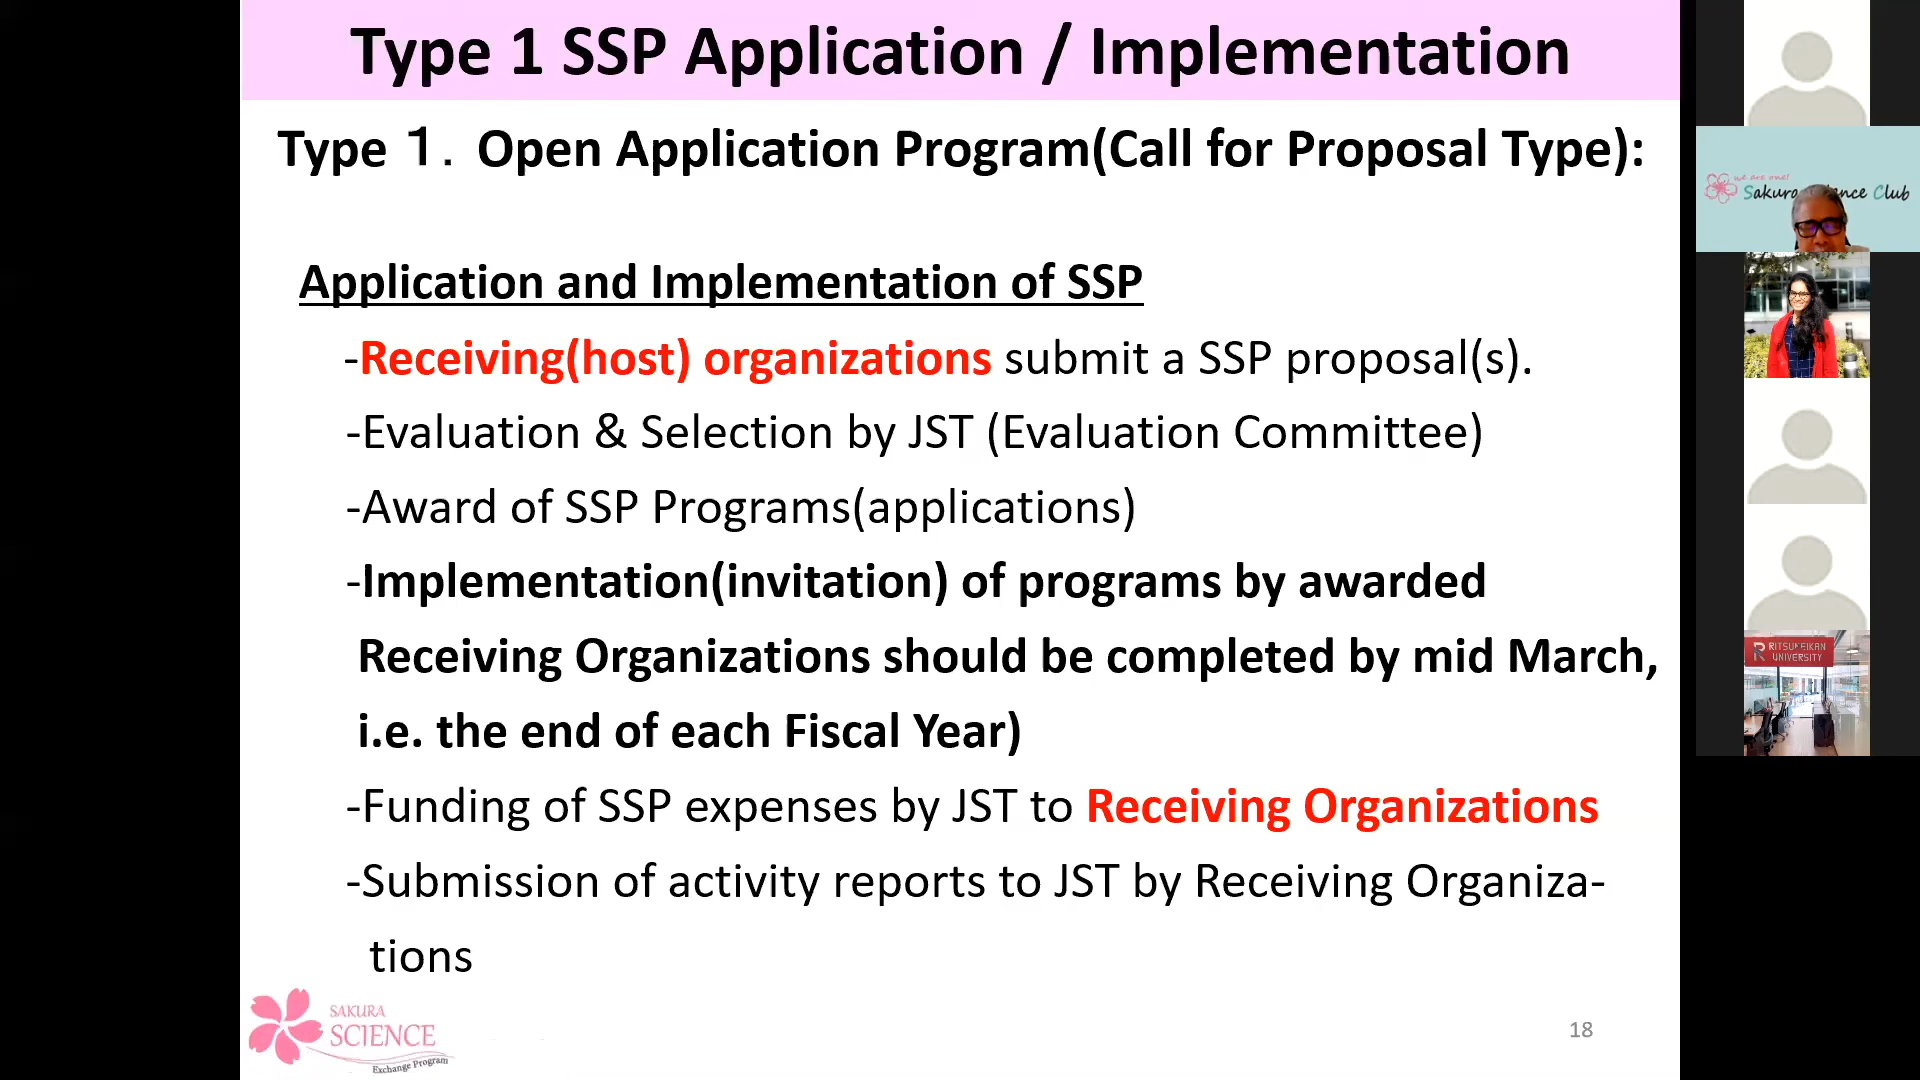 Type 1 SSP Application / Implementation
Type １．Open Application Program(Call for Proposal Type):
Application and Implementation of SSP
-Receiving(host) organizations submit a SSP proposal(s).
-Evaluation & Selection by JST (Evaluation Committee)
-Award of SSP Programs(applications)
-Implementation(invitation) of programs by awarded
Receiving Organizations should be completed by mid March,
i.e. the end of each Fiscal Year)
-Funding of SSP expenses by JST to Receiving Organizations
-Submission of activity reports to JST by Receiving Organiza-
tions
SAKURA
SCIENCE
Exchange Program
18
we are one!
Club
RITSUMEIKAN
UNIVERSITY